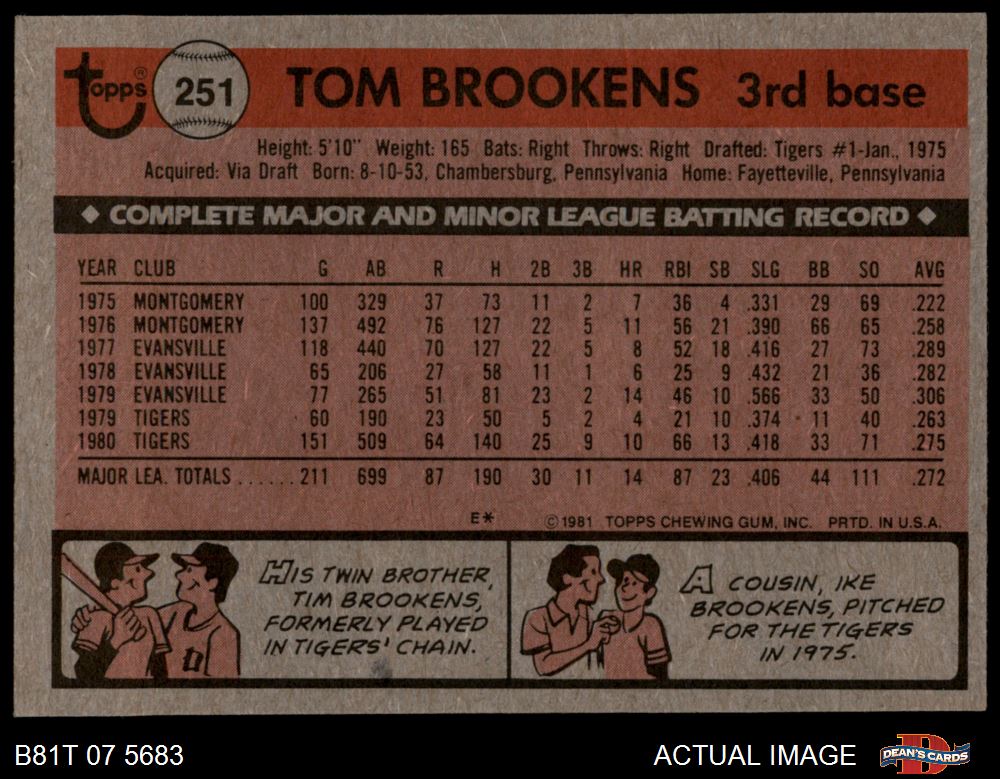 topps® 251 TOM BROOKENS 3rd base
Height: 5'10" Weight: 165 Bats: Right Throws: Right Drafted: Tigers #1-Jan., 1975
Acquired: Via Draft Born: 8-10-53, Chambersburg, Pennsylvania Home: Fayetteville, Pennsylvania
◆ COMPLETE MAJOR AND MINOR LEAGUE BATTING RECORD ◆
YEAR CLUB G AB R H 2B 3B HR RBI SB SLG BB SO AVG
1975 MONTGOMERY 100 329 37 73 11 2 7 36 4 .331 29 69 .222
1976 MONTGOMERY 137 492 76 127 22 5 11 56 21 .390 66 65 .258
1977 EVANSVILLE 118 440 70 127 22 5 8 52 18 .416 27 73 .289
1978 EVANSVILLE 65 206 27 58 11 1 6 25 9 .432 21 36 .282
1979 EVANSVILLE 77 265 51 81 23 2 14 46 10 .566 33 50 .306
1979 TIGERS 60 190 23 50 5 2 4 21 10 .374 11 40 .263
1980 TIGERS 151 509 64 140 25 9 10 66 13 .418 33 71 .275
MAJOR LEA. TOTALS ...... 211 699 87 190 30 11 14 87 23 .406 44 111 .272
E* ©1981 TOPPS CHEWING GUM, INC. PRTD. IN U.S.A.
HIS TWIN BROTHER,
TIM BROOKENS,
FORMERLY PLAYED
IN TIGERS' CHAIN.
A COUSIN, IKE
BROOKENS, PITCHED
FOR THE TIGERS
IN 1975.
B81T 07 5683 ACTUAL IMAGE DEAN'S CARDS